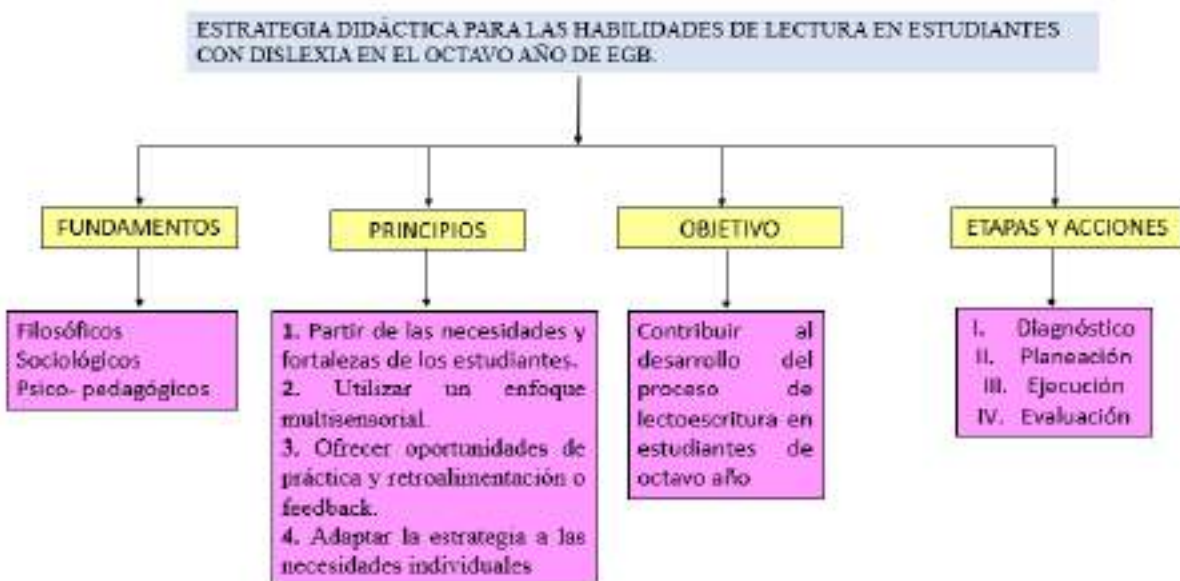 ESTRATEGIA DIDÁCTICA PARA LAS HABILIDADES DE LECTURA EN ESTUDIANTES
CON DISLEXIA EN EL OCTAVO AÑO DE EGB.
FUNDAMENTOS
Filosóficos
Sociológicos
Psico- pedagógicos
PRINCIPIOS
1. Partir de las necesidades y
fortalezas de los estudiantes.
2. Utilizar un enfoque
multisensorial.
3. Ofrecer oportunidades de
práctica y retroalimentación o
feedback.
4. Adaptar la estrategia a las
necesidades individuales
OBJETIVO
Contribuir al
desarrollo del
proceso de
lectoescritura en
estudiantes de
octavo año
ETAPAS Y ACCIONES
I. Diagnóstico
II. Planeación
III. Ejecución
IV. Evaluación